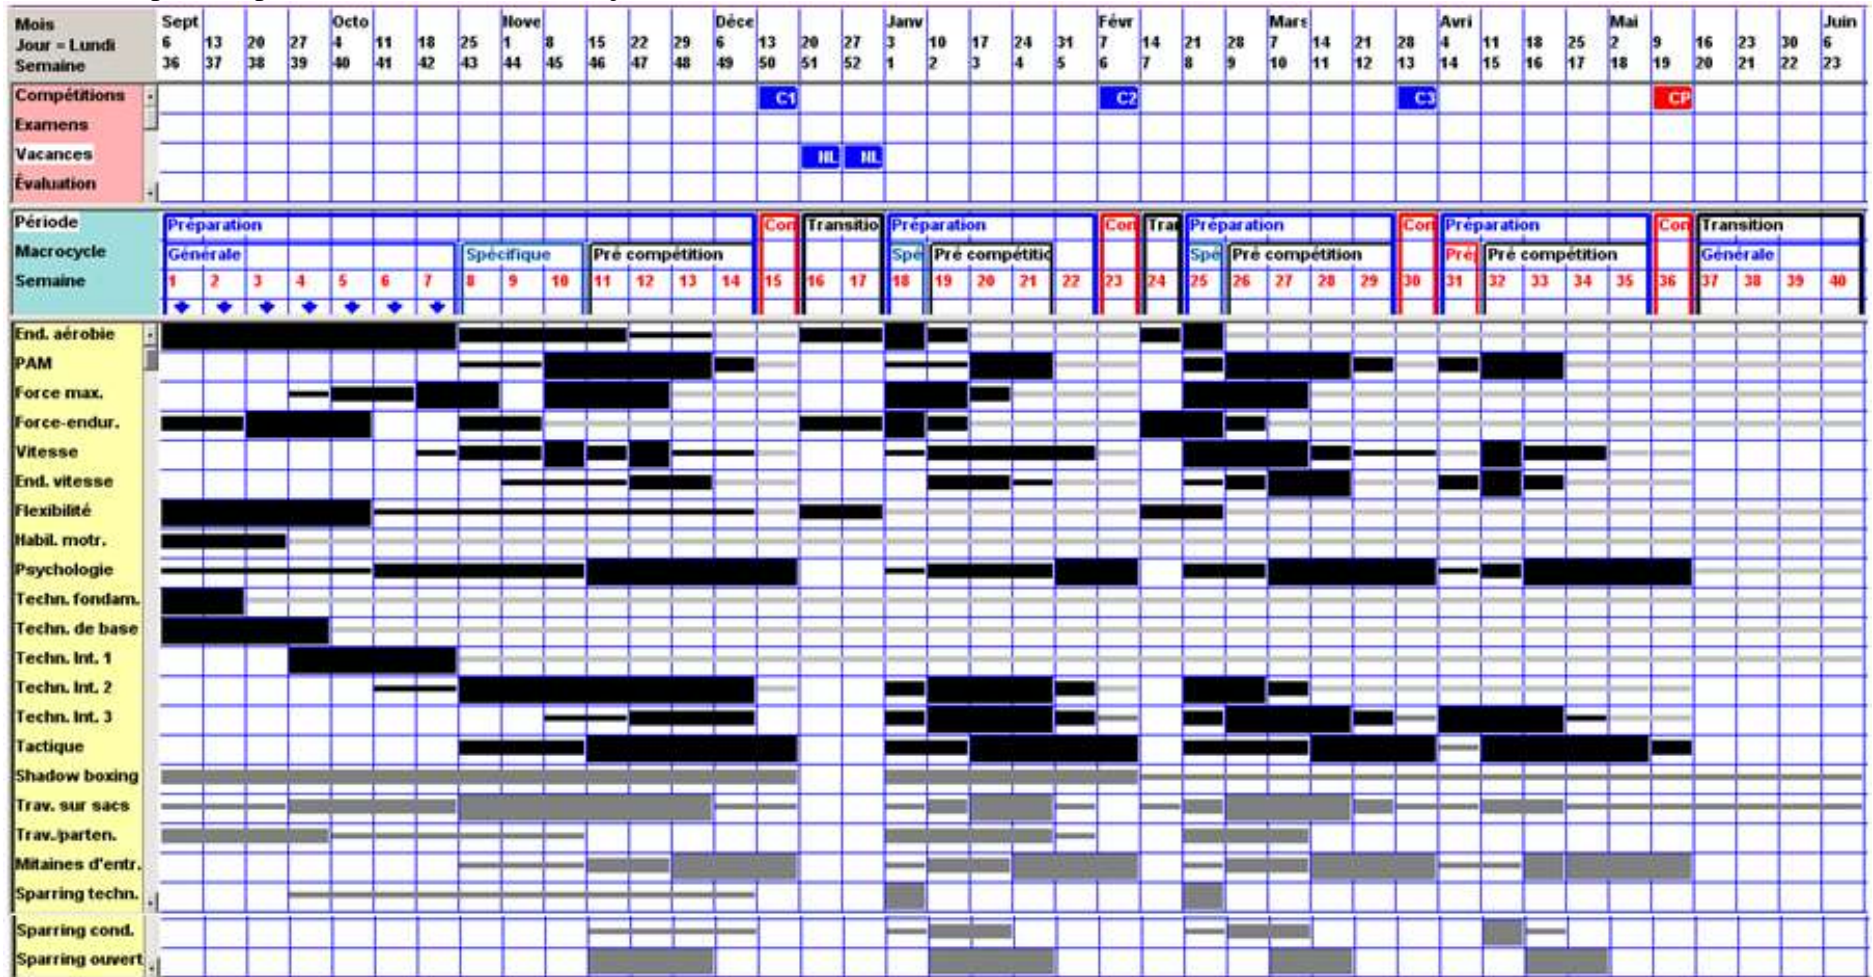 Mois Sept Octo Nove Déce Janv Févr Mars Avri Mai Juin
Jour = Lundi 6 13 20 27 4 11 18 25 1 8 15 22 29 6 13 20 27 3 10 17 24 31 7 14 21 28 7 14 21 28 4 11 18 25 2 9 16 23 30 6
Semaine 36 37 38 39 40 41 42 43 44 45 46 47 48 49 50 51 52 1 2 3 4 5 6 7 8 9 10 11 12 13 14 15 16 17 18 19 20 21 22 23
Compétitions C1 C2 C3 CP
Examens
Vacances NL NL
Évaluation
Période Préparation Con Transitio Préparation Con Tran Préparation Con Préparation Con Transition
Macrocycle Générale Spécifique Pré compétition Spé Pré compétitio Spé Pré compétition Pré Pré compétition Générale
Semaine 1 2 3 4 5 6 7 8 9 10 11 12 13 14 15 16 17 18 19 20 21 22 23 24 25 26 27 28 29 30 31 32 33 34 35 36 37 38 39 40
End. aérobie
PAM
Force max.
Force-endur.
Vitesse
End. vitesse
Flexibilité
Habil. motr.
Psychologie
Techn. fondam.
Techn. de base
Techn. Int. 1
Techn. Int. 2
Techn. Int. 3
Tactique
Shadow boxing
Trav. sur sacs
Trav./parten.
Mitaines d'entr.
Sparring techn.
Sparring cond.
Sparring ouvert